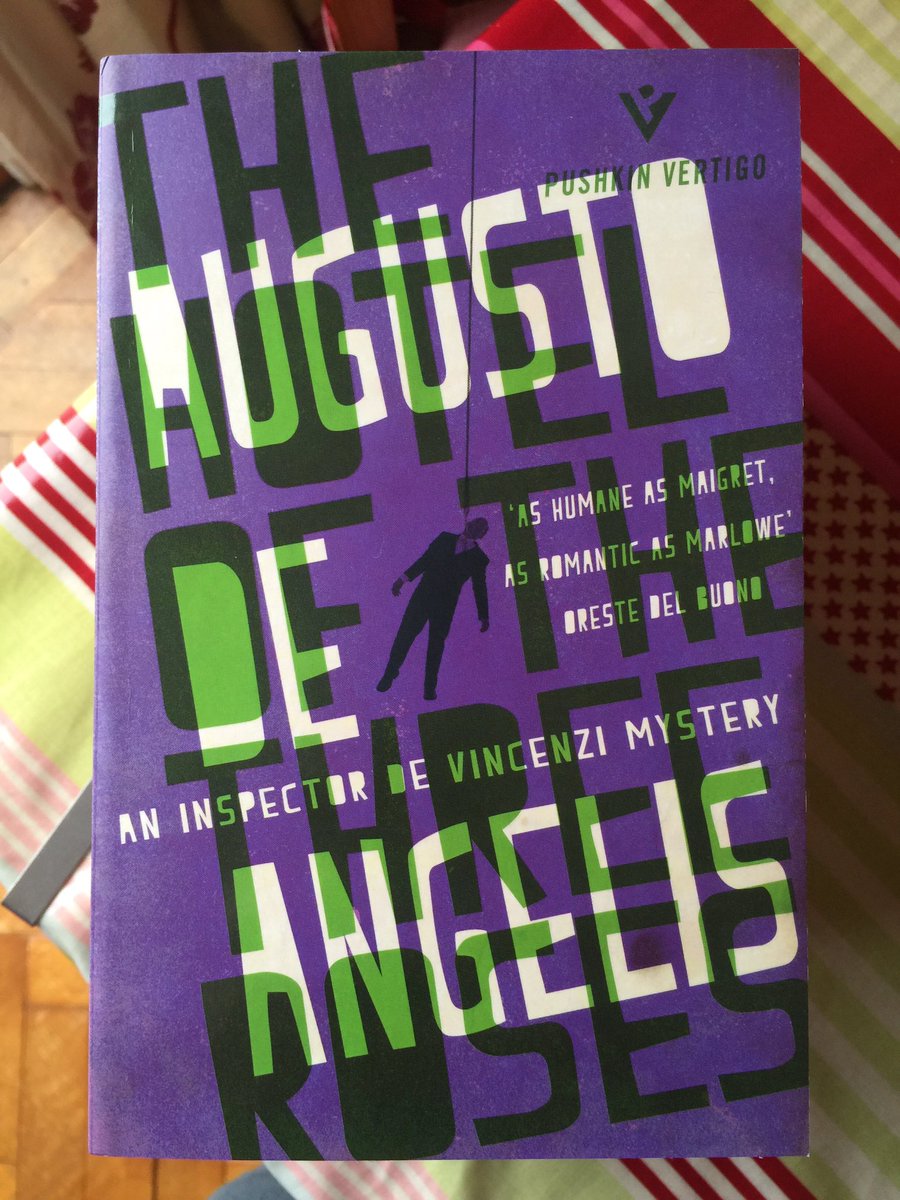 PUSHKIN VERTIGO
THE
HOTEL
OF THE
THREE
ROSES
AUGUSTO
DE
ANGELIS
'AS HUMANE AS MAIGRET,
AS ROMANTIC AS MARLOWE'
ORESTE DEL BUONO
AN INSPECTOR DE VINCENZI MYSTERY